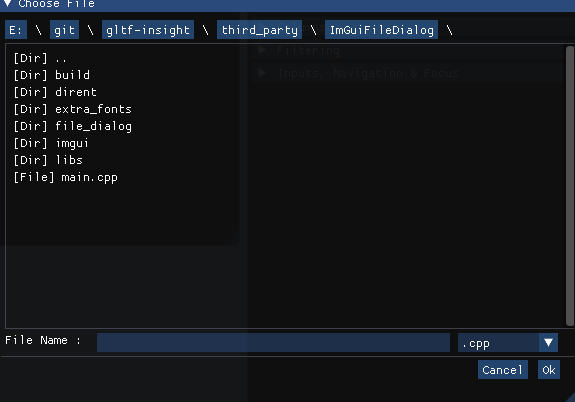 ▼ Choose File
E: \ git \ gltf-insight \ third_party \ ImGuiFileDialog \
▶ Filtering
▶ Inputs, Navigation & Focus
[Dir] ..
[Dir] build
[Dir] dirent
[Dir] extra_fonts
[Dir] file_dialog
[Dir] imgui
[Dir] libs
[File] main.cpp
File Name : .cpp ▼
Cancel Ok